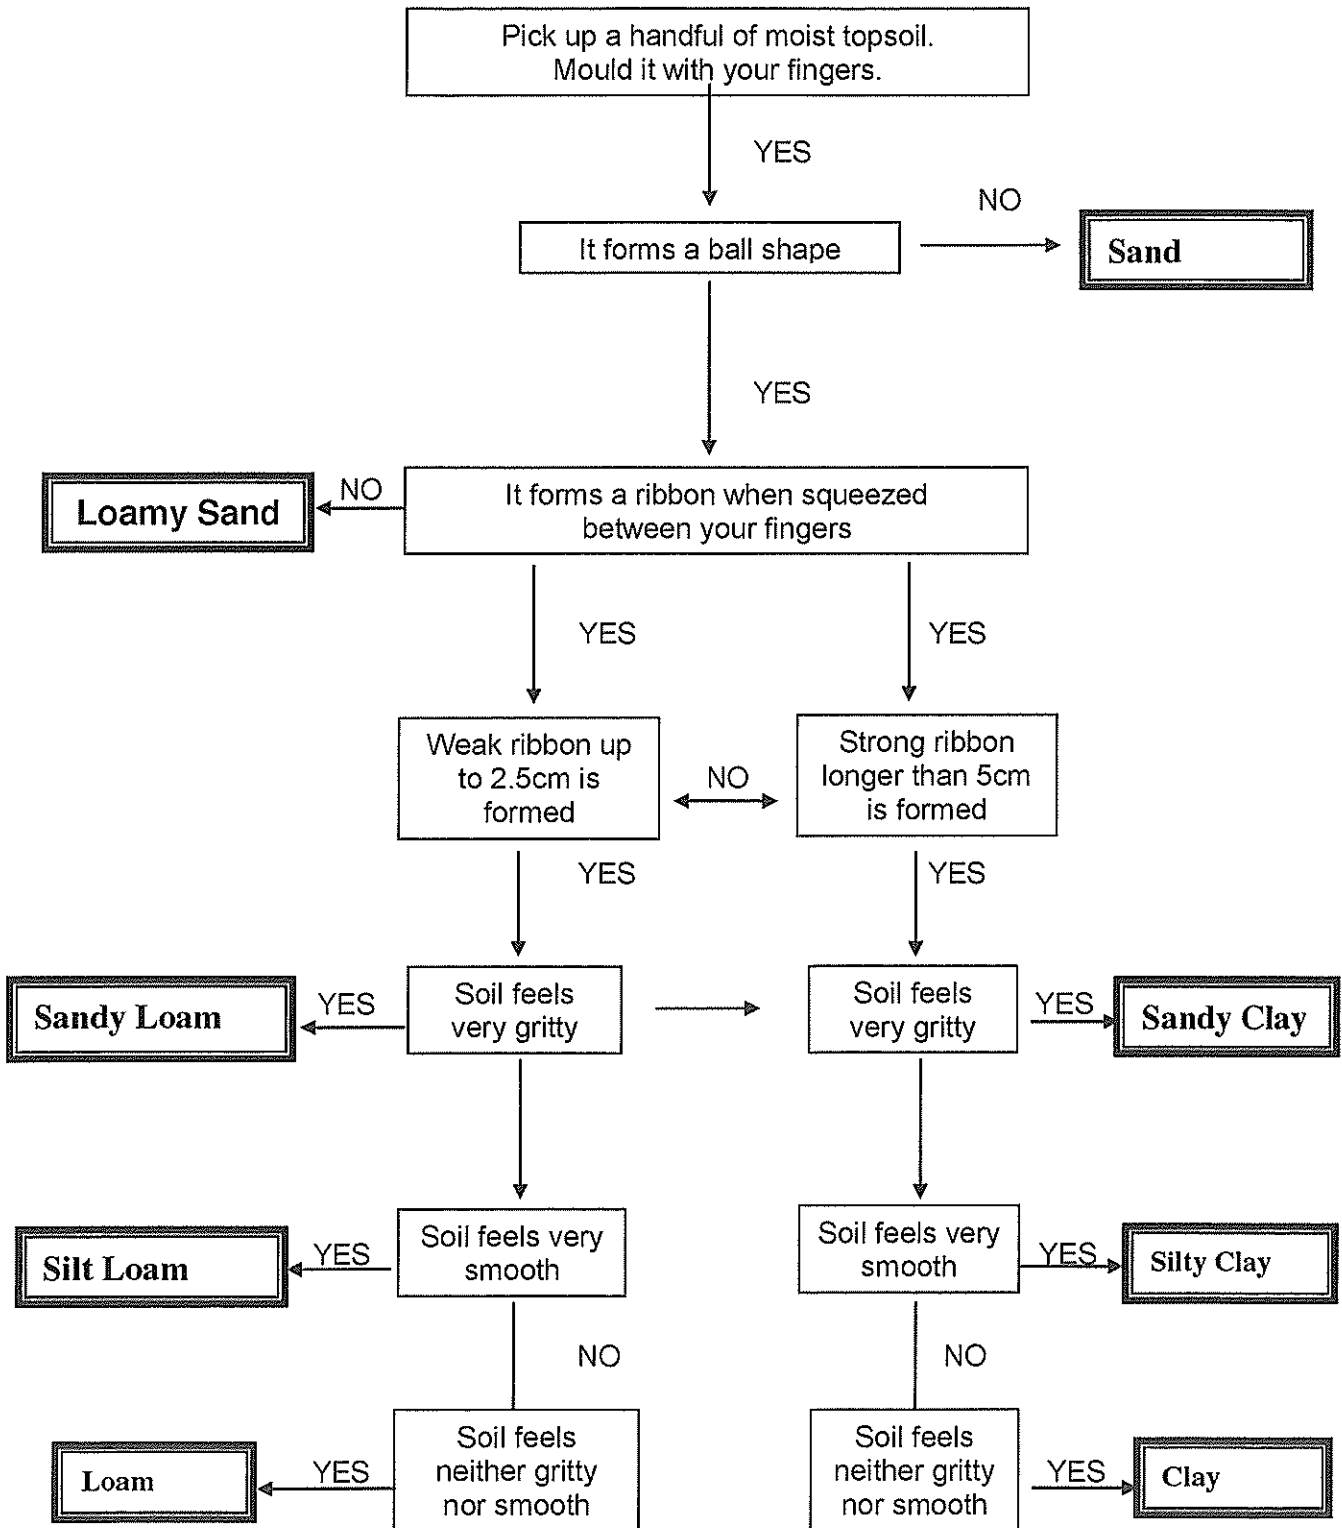 Pick up a handful of moist topsoil.
Mould it with your fingers.
YES
NO
It forms a ball shape
Sand
YES
NO
Loamy Sand
It forms a ribbon when squeezed
between your fingers
YES
YES
Weak ribbon up
to 2.5cm is
formed
NO
Strong ribbon
longer than 5cm
is formed
YES
YES
Sandy Loam
YES
Soil feels
very gritty
Soil feels
very gritty
YES
Sandy Clay
Silt Loam
YES
Soil feels very
smooth
Soil feels very
smooth
YES
Silty Clay
NO
NO
Loam
YES
Soil feels
neither gritty
nor smooth
Soil feels
neither gritty
nor smooth
YES
Clay